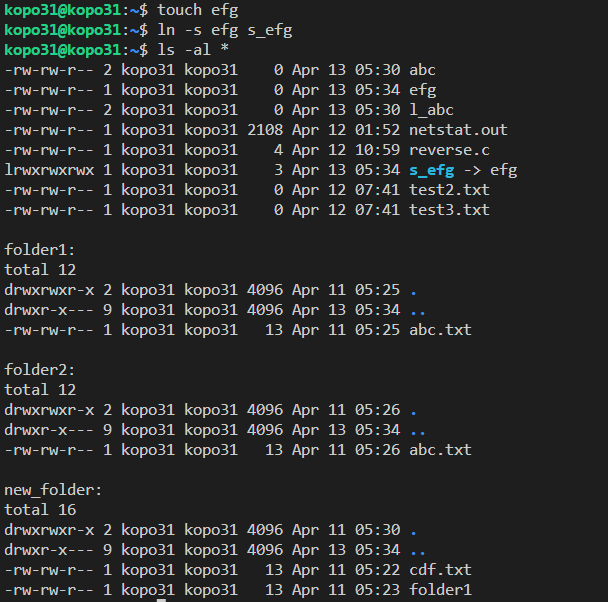 kopo31@kopo31:~$ touch efg
kopo31@kopo31:~$ ln -s efg s_efg
kopo31@kopo31:~$ ls -al *
-rw-rw-r-- 2 kopo31 kopo31    0 Apr 13 05:30 abc
-rw-rw-r-- 1 kopo31 kopo31    0 Apr 13 05:34 efg
-rw-rw-r-- 2 kopo31 kopo31    0 Apr 13 05:30 l_abc
-rw-rw-r-- 1 kopo31 kopo31 2108 Apr 12 01:52 netstat.out
-rw-rw-r-- 1 kopo31 kopo31    4 Apr 12 10:59 reverse.c
lrwxrwxrwx 1 kopo31 kopo31    3 Apr 13 05:34 s_efg -> efg
-rw-rw-r-- 1 kopo31 kopo31    0 Apr 12 07:41 test2.txt
-rw-rw-r-- 1 kopo31 kopo31    0 Apr 12 07:41 test3.txt

folder1:
total 12
drwxrwxr-x 2 kopo31 kopo31 4096 Apr 11 05:25 .
drwxr-x--- 9 kopo31 kopo31 4096 Apr 13 05:34 ..
-rw-rw-r-- 1 kopo31 kopo31   13 Apr 11 05:25 abc.txt

folder2:
total 12
drwxrwxr-x 2 kopo31 kopo31 4096 Apr 11 05:26 .
drwxr-x--- 9 kopo31 kopo31 4096 Apr 13 05:34 ..
-rw-rw-r-- 1 kopo31 kopo31   13 Apr 11 05:26 abc.txt

new_folder:
total 16
drwxrwxr-x 2 kopo31 kopo31 4096 Apr 11 05:30 .
drwxr-x--- 9 kopo31 kopo31 4096 Apr 13 05:34 ..
-rw-rw-r-- 1 kopo31 kopo31   13 Apr 11 05:22 cdf.txt
-rw-rw-r-- 1 kopo31 kopo31   13 Apr 11 05:23 folder1